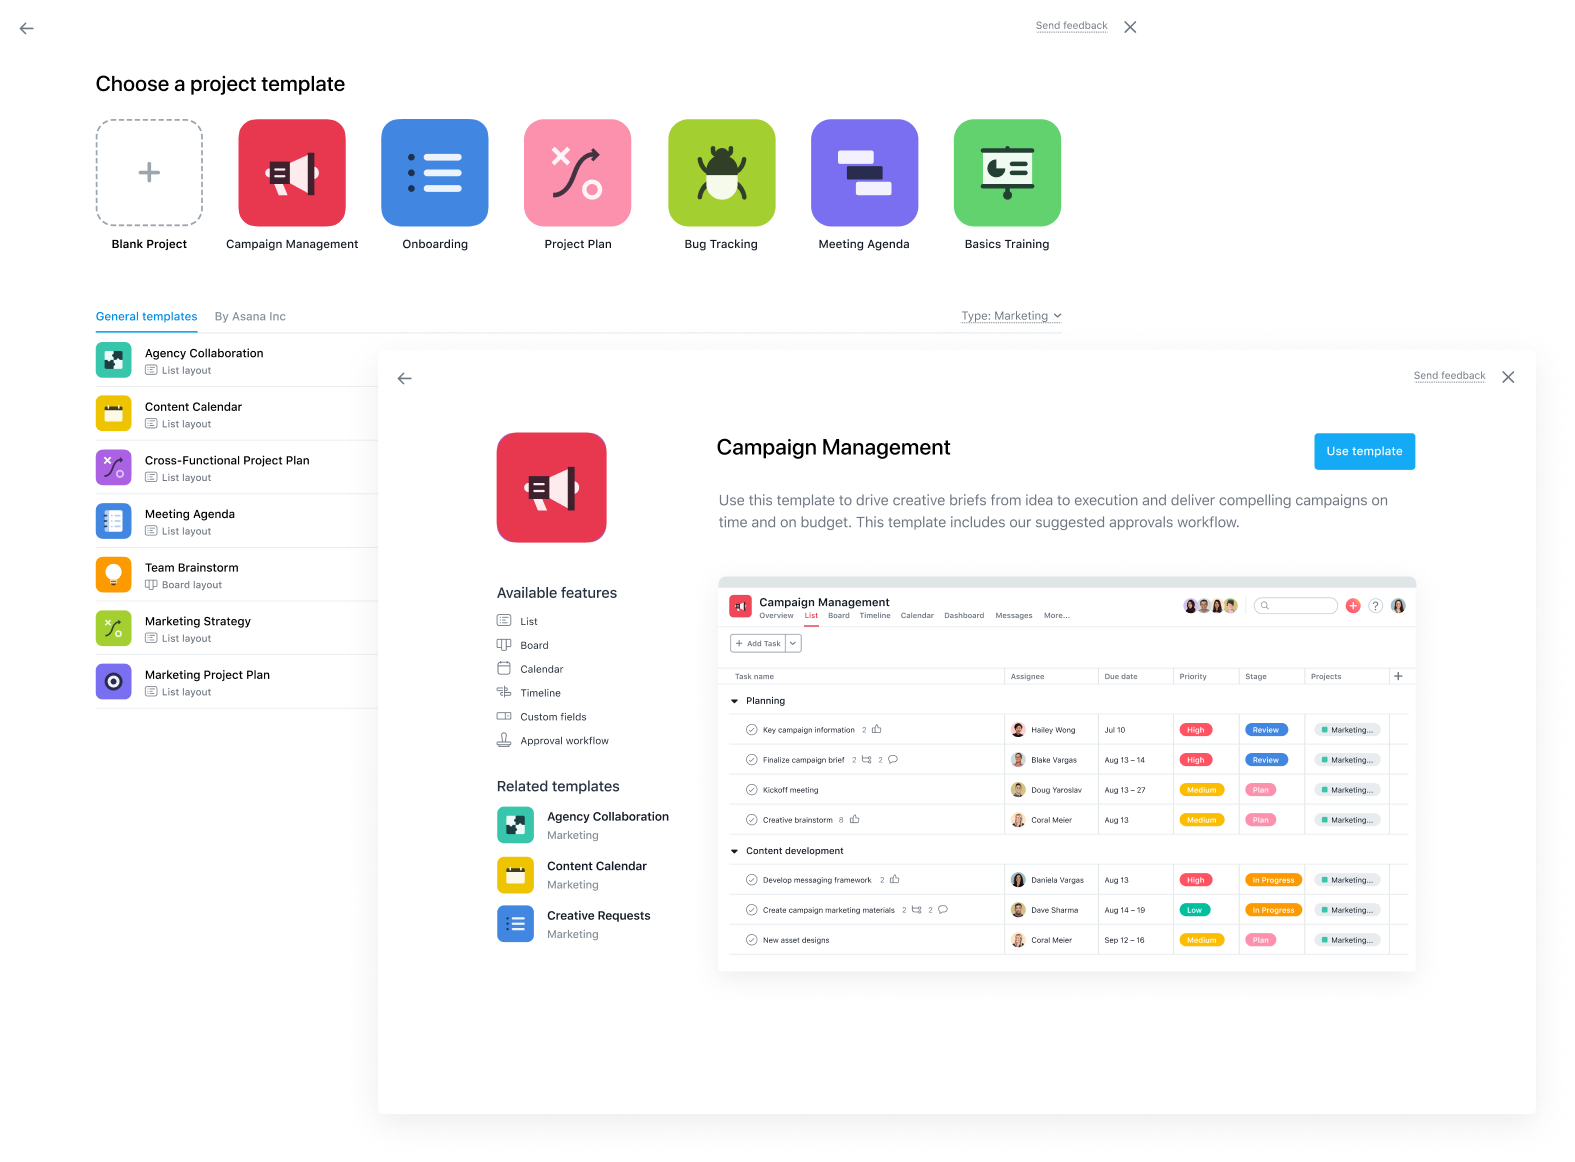 Send feedback
Choose a project template
Blank Project
Campaign Management
Onboarding
Project Plan
Bug Tracking
Meeting Agenda
Basics Training
General templates
By Asana Inc
Type: Marketing
Agency Collaboration
List layout
Content Calendar
List layout
Cross-Functional Project Plan
List layout
Meeting Agenda
List layout
Team Brainstorm
Board layout
Marketing Strategy
List layout
Marketing Project Plan
List layout
Send feedback
Campaign Management
Use template
Use this template to drive creative briefs from idea to execution and deliver compelling campaigns on
time and on budget. This template includes our suggested approvals workflow.
Available features
List
Board
Calendar
Timeline
Custom fields
Approval workflow
Related templates
Agency Collaboration
Marketing
Content Calendar
Marketing
Creative Requests
Marketing
Campaign Management
Overview List Board Timeline Calendar Dashboard Messages More...
?
+ Add Task
Task name Assignee Due date Priority Stage Projects +
Planning
Key campaign information 2 Hailey Wong Jul 10 High Review Marketing...
Finalize campaign brief 2 2 Blake Vargas Aug 13 – 14 High Review Marketing...
Kickoff meeting Doug Yaroslav Aug 13 – 27 Medium Plan Marketing...
Creative brainstorm 8 Coral Meier Aug 13 Medium Plan Marketing...
Content development
Develop messaging framework 2 Daniela Vargas Aug 13 High In Progress Marketing...
Create campaign marketing materials 2 2 Dave Sharma Aug 14 – 19 Low In Progress Marketing...
New asset designs Coral Meier Sep 12 – 16 Medium Plan Marketing...